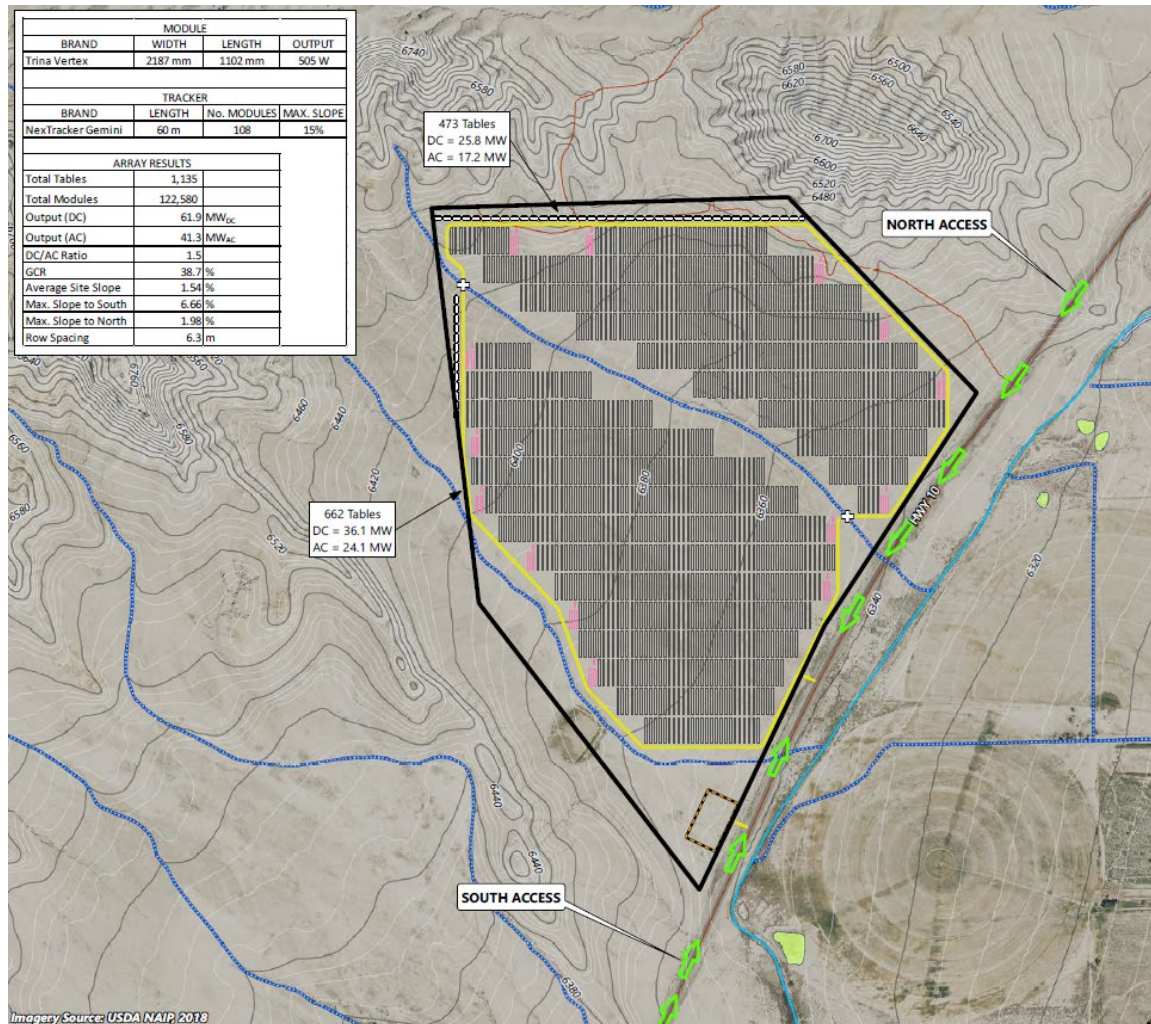 MODULE
BRAND WIDTH LENGTH OUTPUT
Trina Vertex 2187 mm 1102 mm 505 W
TRACKER
BRAND LENGTH No. MODULES MAX. SLOPE
NexTracker Gemini 60 m 108 15%
ARRAY RESULTS
Total Tables 1,135
Total Modules 122,580
Output (DC) 61.9 MWDC
Output (AC) 41.3 MWAC
DC/AC Ratio 1.5
GCR 38.7 %
Average Site Slope 1.54 %
Max. Slope to South 6.66 %
Max. Slope to North 1.98 %
Row Spacing 6.3 m
6740
6580
6580
6620
6500
6560
6540
6640
6700
6600
6520
6480
473 Tables
DC = 25.8 MW
AC = 17.2 MW
NORTH ACCESS
6640
6760
6580
6460
6440
6560
6420
6400
6380
6360
6580
6520
662 Tables
DC = 36.1 MW
AC = 24.1 MW
HWY 10
6320
6340
6440
6440
SOUTH ACCESS
6380
Imagery Source: USDA NAIP, 2018